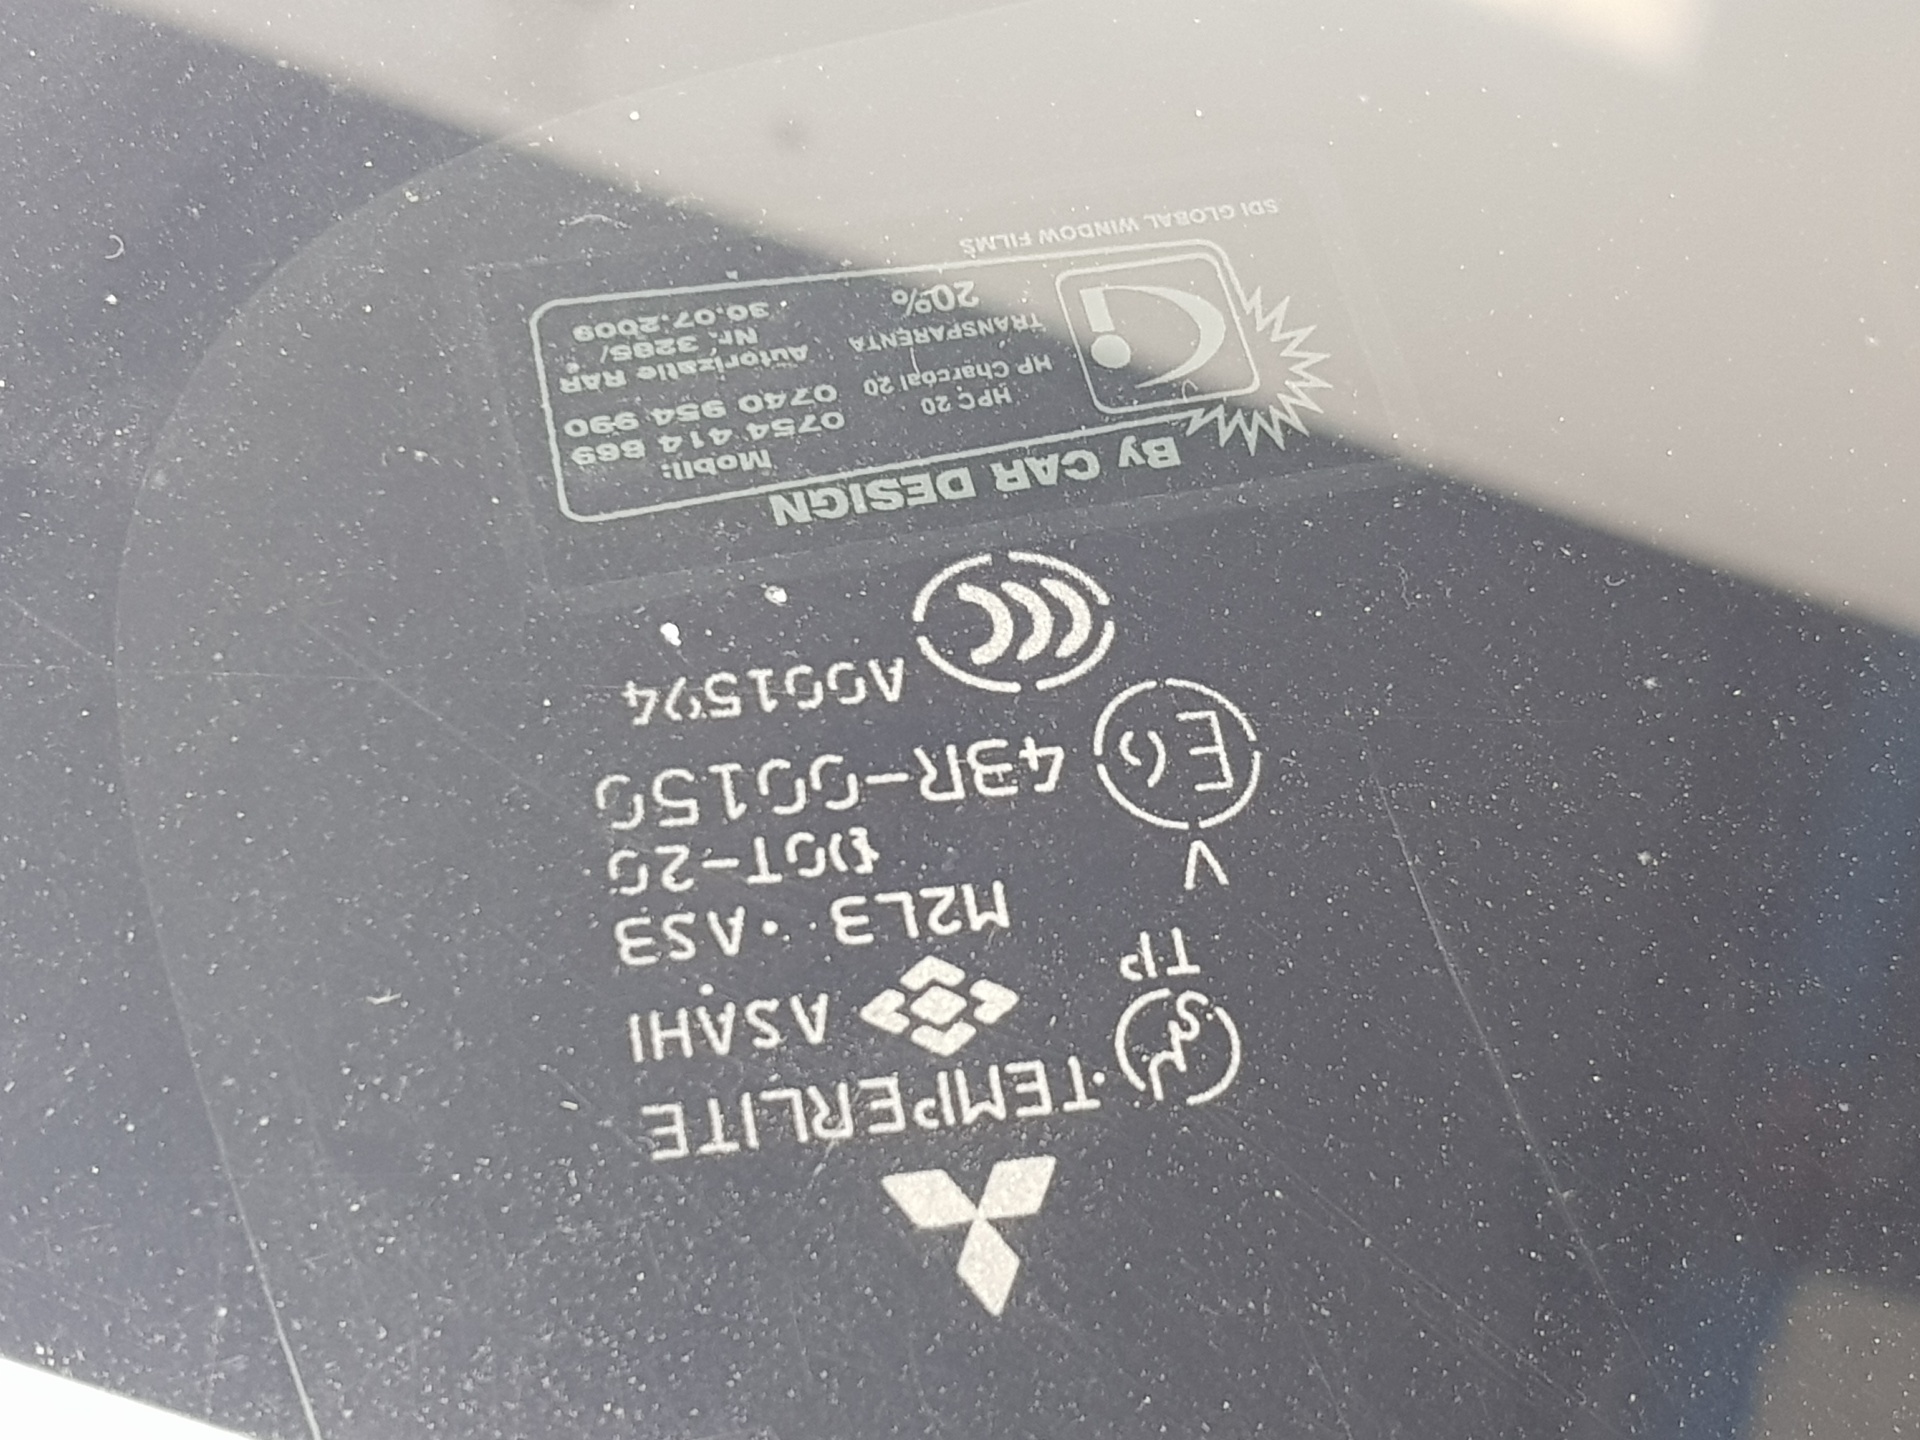 TEMPERLITE
ASAHI
TP
M2L3 · AS3
V
DOT-20
E6 43R-00150
A001594
CCC
By CAR DESIGN
HPC 20
HP Charcoal 20
TRANSPARENTA
20%
Mobil:
0754 414 669
0740 954 990
Autorizatie RAR
Nr. 3285/
30.07.2009
SDI GLOBAL WINDOW FILMS